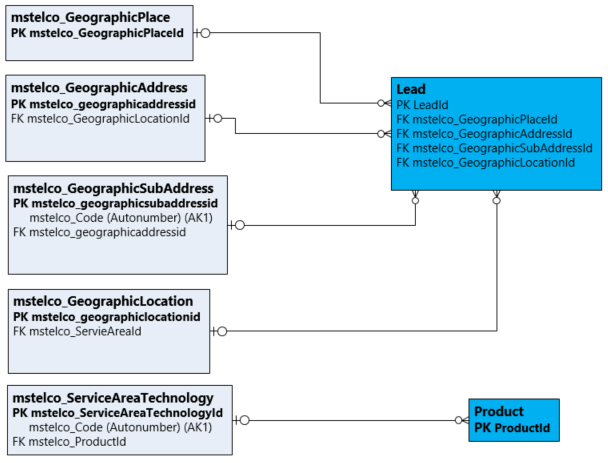 mstelco_GeographicPlace
PK mstelco_GeographicPlaceId
mstelco_GeographicAddress
PK mstelco_geographicaddressid
FK mstelco_GeographicLocationId
Lead
PK LeadId
FK mstelco_GeographicPlaceId
FK mstelco_GeographicAddressId
FK mstelco_GeographicSubAddressId
FK mstelco_GeographicLocationId
mstelco_GeographicSubAddress
PK mstelco_geographicsubaddressid
mstelco_Code (Autonumber) (AK1)
FK mstelco_geographicaddressid
mstelco_GeographicLocation
PK mstelco_geographiclocationid
FK mstelco_ServieAreaId
mstelco_ServiceAreaTechnology
PK mstelco_ServiceAreaTechnologyId
mstelco_Code (Autonumber) (AK1)
FK mstelco_ProductId
Product
PK ProductId